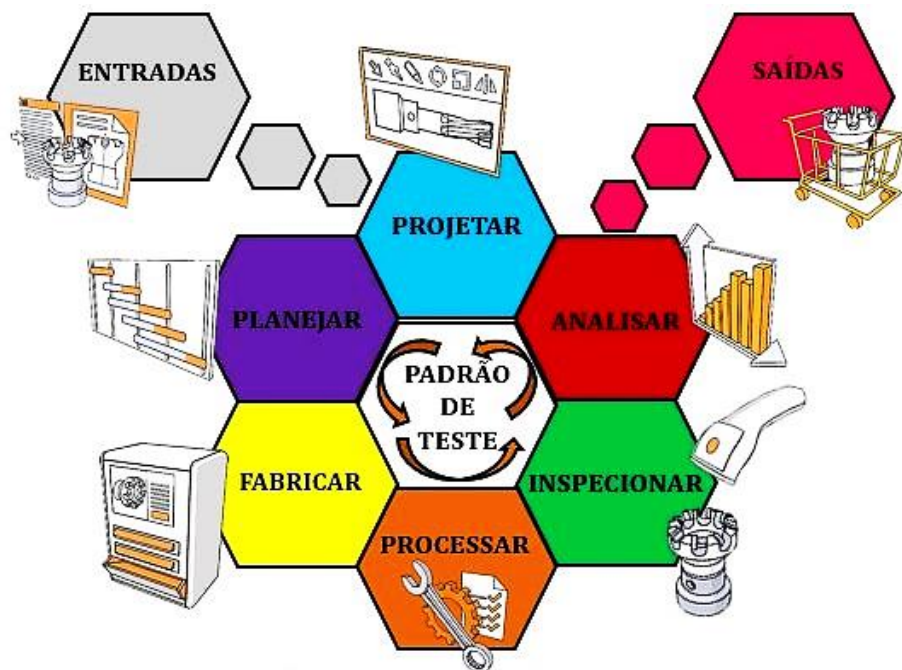 ENTRADAS
SAÍDAS
PROJETAR
PLANEJAR
ANALISAR
PADRÃO
DE
TESTE
FABRICAR
INSPECIONAR
PROCESSAR